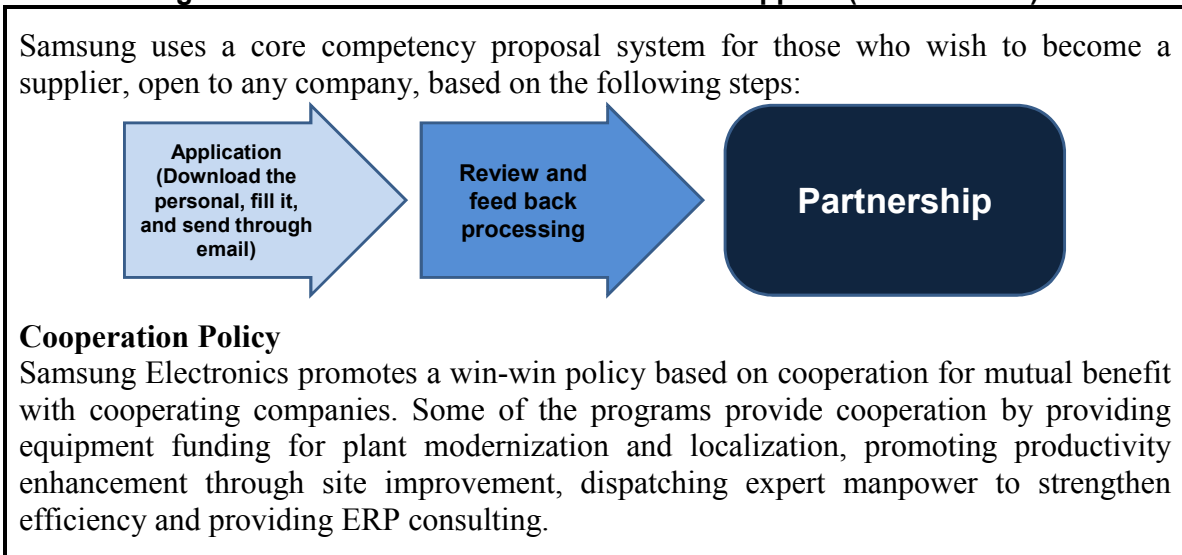 Samsung uses a core competency proposal system for those who wish to become a
supplier, open to any company, based on the following steps:
Application
(Download the
personal, fill it,
and send through
email)
Review and
feed back
processing
Partnership
Cooperation Policy
Samsung Electronics promotes a win-win policy based on cooperation for mutual benefit
with cooperating companies. Some of the programs provide cooperation by providing
equipment funding for plant modernization and localization, promoting productivity
enhancement through site improvement, dispatching expert manpower to strengthen
efficiency and providing ERP consulting.